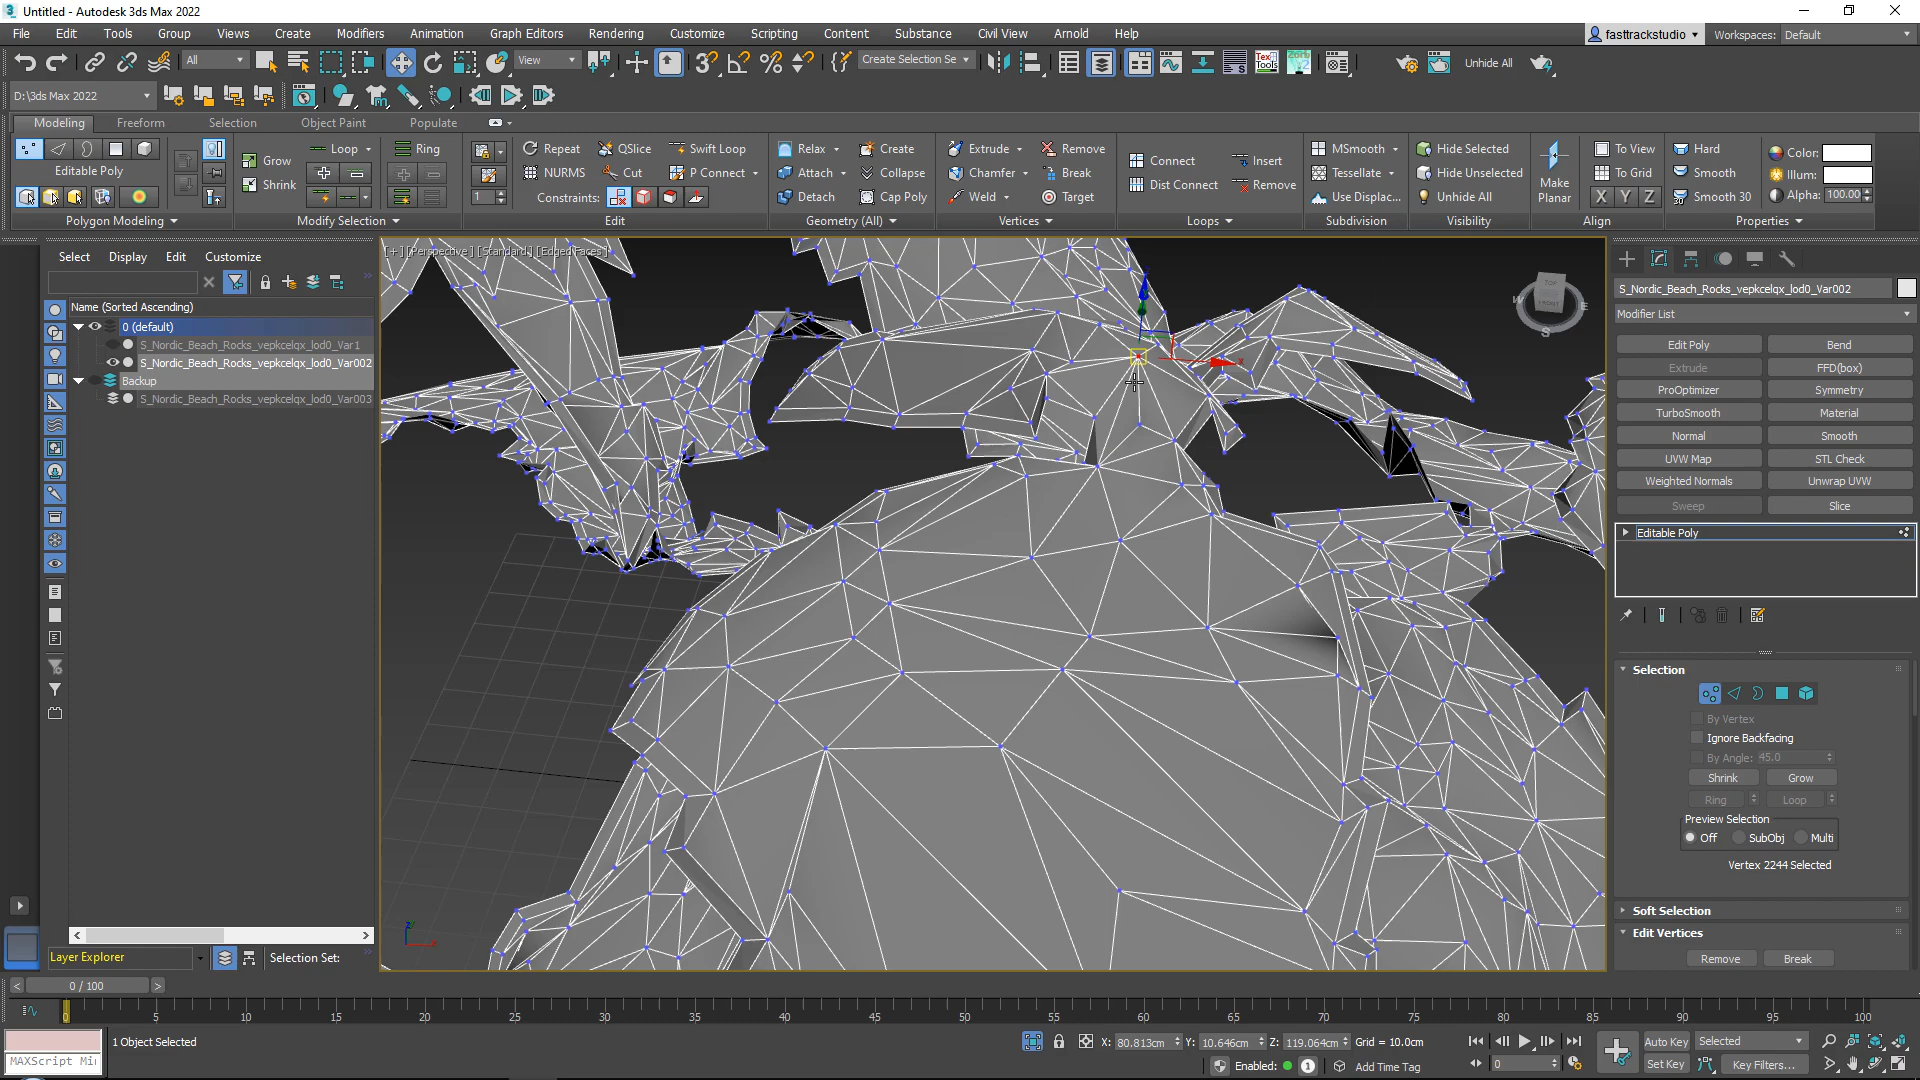 Untitled - Autodesk 3ds Max 2022
File Edit Tools Group Views Create Modifiers Animation Graph Editors Rendering Customize Scripting Content Substance Civil View Arnold Help
fasttrackstudio Workspaces: Default
All View Create Selection Se Unhide All
D:\3ds Max 2022
Modeling Freeform Selection Object Paint Populate
Loop Ring Repeat QSlice Swift Loop Relax Create Extrude Remove MSmooth Hide Selected To View Hard Color:
Grow Connect Insert
Editable Poly NURMS Cut P Connect Attach Collapse Chamfer Break Tessellate Hide Unselected To Grid Smooth Illum:
Shrink Dist Connect Remove Make Planar
1 Constraints: Detach Cap Poly Weld Target Use Displac... Unhide All X Y Z Smooth 30 Alpha: 100.00
Polygon Modeling Modify Selection Edit Geometry (All) Vertices Loops Subdivision Visibility Align Properties
Select Display Edit Customize
Name (Sorted Ascending)
0 (default)
S_Nordic_Beach_Rocks_vepkcelqx_lod0_Var1
S_Nordic_Beach_Rocks_vepkcelqx_lod0_Var002
Backup
S_Nordic_Beach_Rocks_vepkcelqx_lod0_Var003
Layer Explorer Selection Set:
[+] [Perspective] [Standard] [Edged Faces]
TOP
FRONT
W E
S
x
S_Nordic_Beach_Rocks_vepkcelqx_lod0_Var002
Modifier List
Edit Poly Bend
Extrude FFD(box)
ProOptimizer Symmetry
TurboSmooth Material
Normal Smooth
UVW Map STL Check
Weighted Normals Unwrap UVW
Sweep Slice
Editable Poly
Selection
By Vertex
Ignore Backfacing
By Angle: 45.0
Shrink Grow
Ring Loop
Preview Selection
Off SubObj Multi
Vertex 2244 Selected
Soft Selection
Edit Vertices
Remove Break
< 0 / 100 >
0 5 10 15 20 25 30 35 40 45 50 55 60 65 70 75 80 85 90 95 100
1 Object Selected X: 80.813cm Y: 10.646cm Z: 119.064cm Grid = 10.0cm Auto Key Selected
MAXScript Mi Enabled: 1 Add Time Tag 0 Set Key Key Filters...